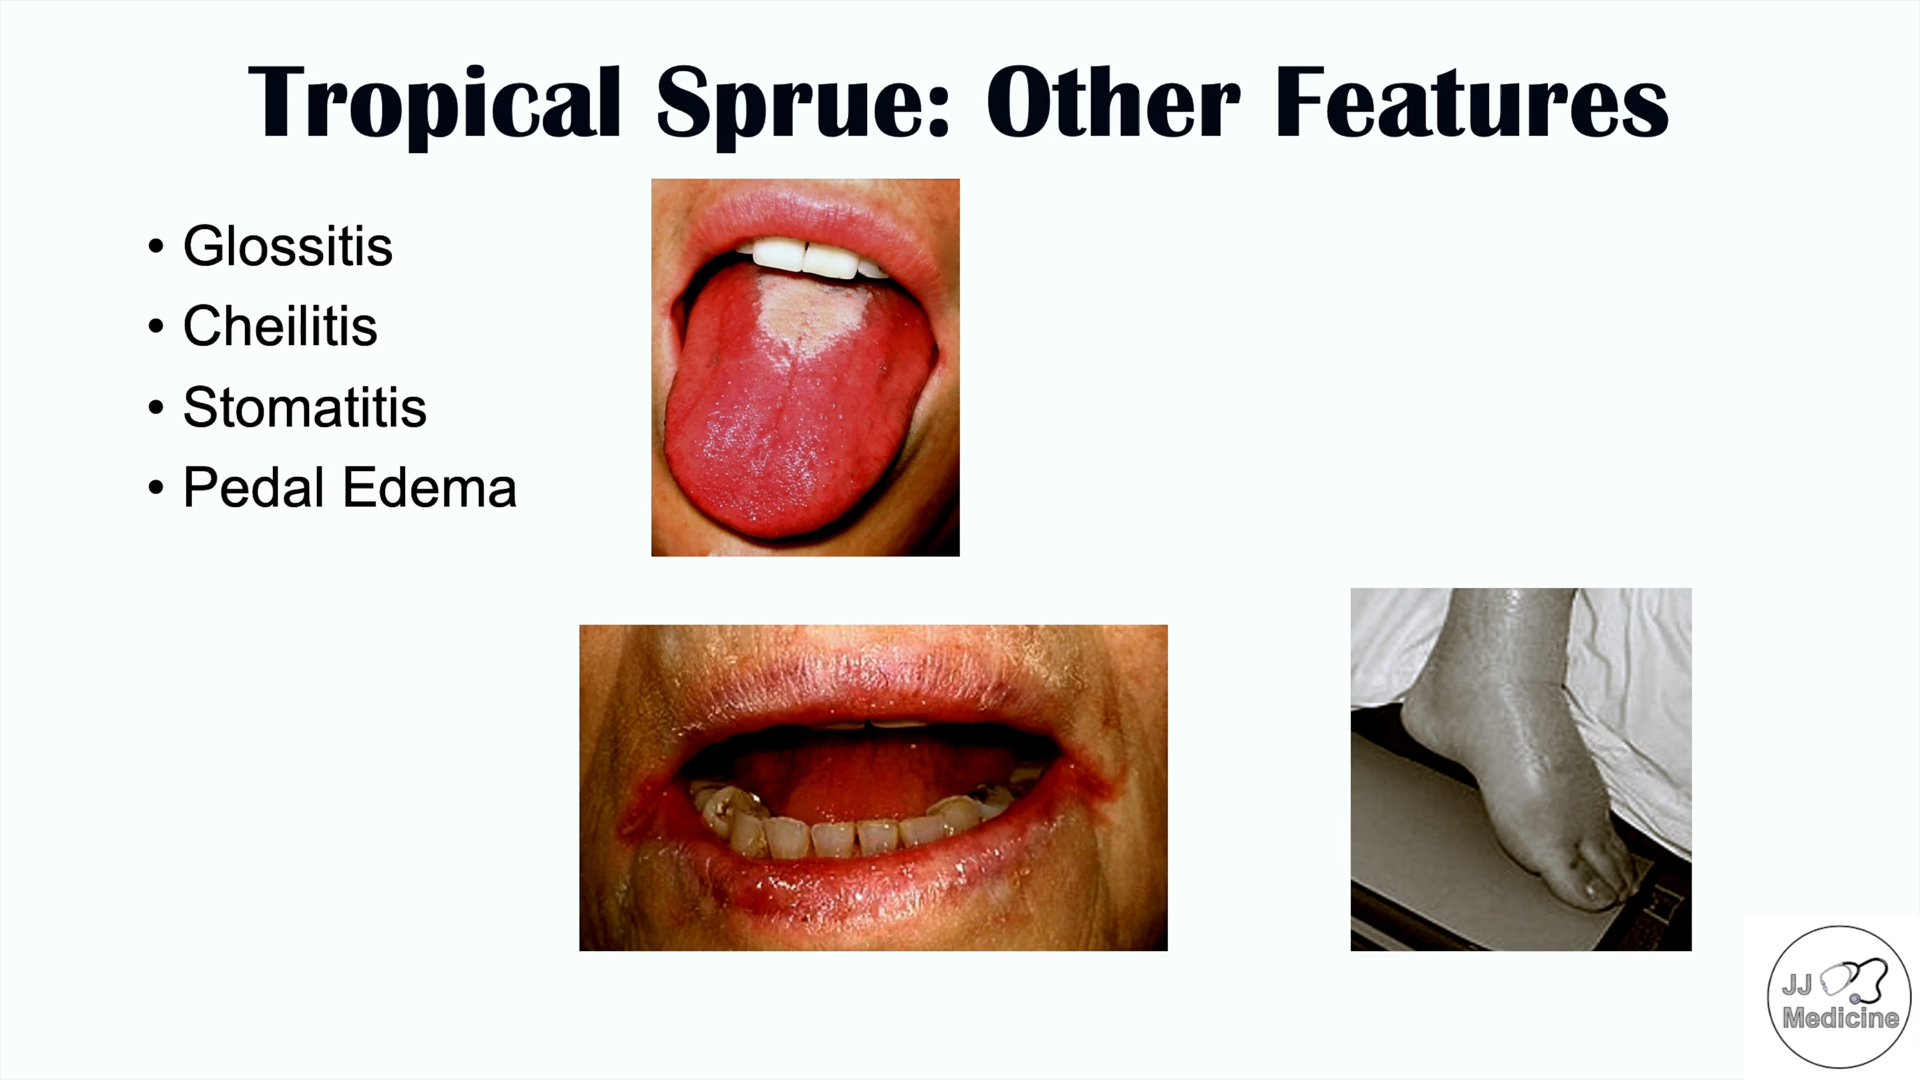 Tropical Sprue: Other Features
• Glossitis
• Cheilitis
• Stomatitis
• Pedal Edema
JJ
Medicine